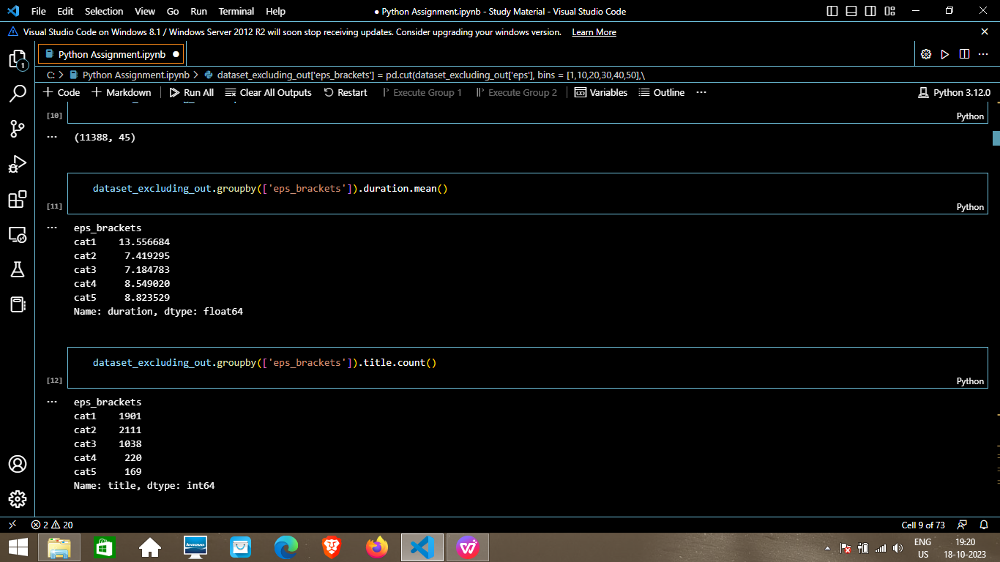 File Edit Selection View Go Run Terminal Help
● Python Assignment.ipynb - Study Material - Visual Studio Code
Visual Studio Code on Windows 8.1 / Windows Server 2012 R2 will soon stop receiving updates. Consider upgrading your windows version. Learn More
1
Python Assignment.ipynb ●
C: > Python Assignment.ipynb > dataset_excluding_out['eps_brackets'] = pd.cut(dataset_excluding_out['eps'], bins = [1,10,20,30,40,50],\
+ Code + Markdown Run All Clear All Outputs Restart Execute Group 1 Execute Group 2 Variables Outline ... Python 3.12.0
[10] Python
... (11388, 45)
dataset_excluding_out.groupby(['eps_brackets']).duration.mean()
[11] Python
... eps_brackets
cat1 13.556684
cat2 7.419295
cat3 7.184783
cat4 8.549020
cat5 8.823529
Name: duration, dtype: float64
dataset_excluding_out.groupby(['eps_brackets']).title.count()
[12] Python
... eps_brackets
cat1 1901
cat2 2111
cat3 1038
cat4 220
cat5 169
Name: title, dtype: int64
2 20 Cell 9 of 73
lenovo
ENG
US
19:20
18-10-2023